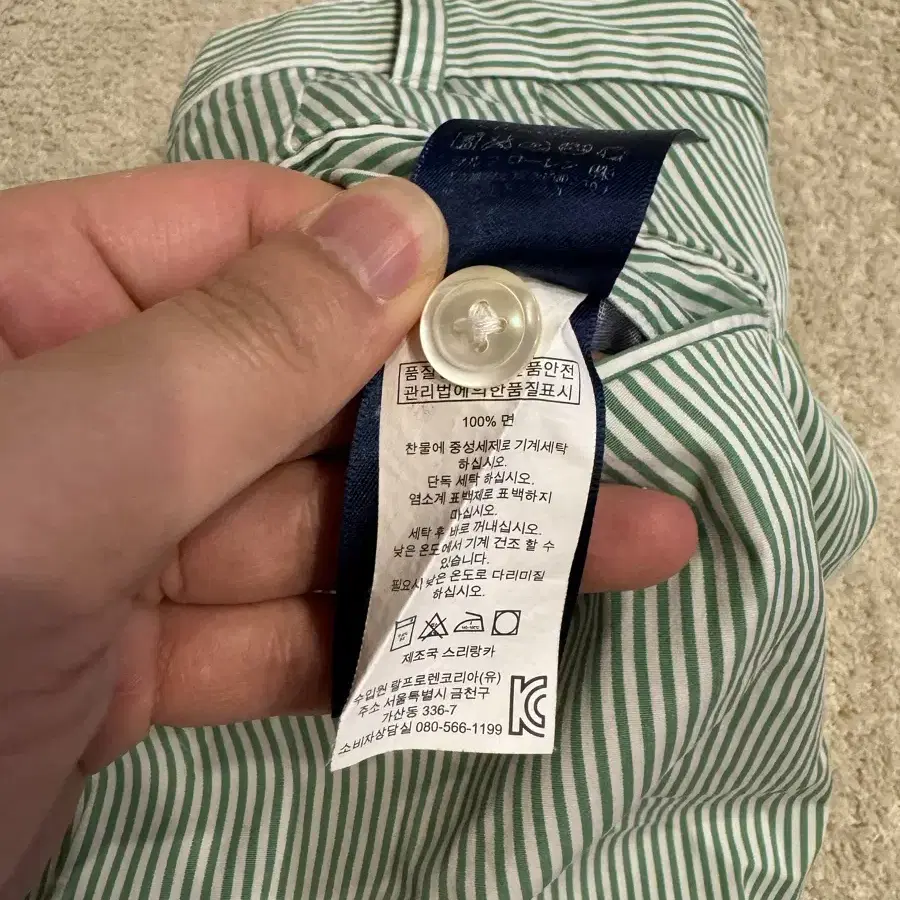 품질 품안전
관리법에의한품질표시
100% 면
찬물에 중성세제로 기계세탁
하십시오.
단독 세탁 하십시오.
염소계 표백제로 표백하지
마십시오.
세탁 후 바로 꺼내십시오.
낮은 온도에서 기계 건조 할 수
있습니다.
필요시 낮은 온도로 다리미질
하십시오.
제조국 스리랑카
수입원 랄프로렌코리아(유)
주소 서울특별시 금천구
가산동 336-7
소비자상담실 080-566-1199